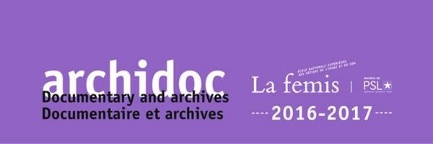 archidoc
Documentary and archives
Documentaire et archives
La femis
PSL
2016-2017